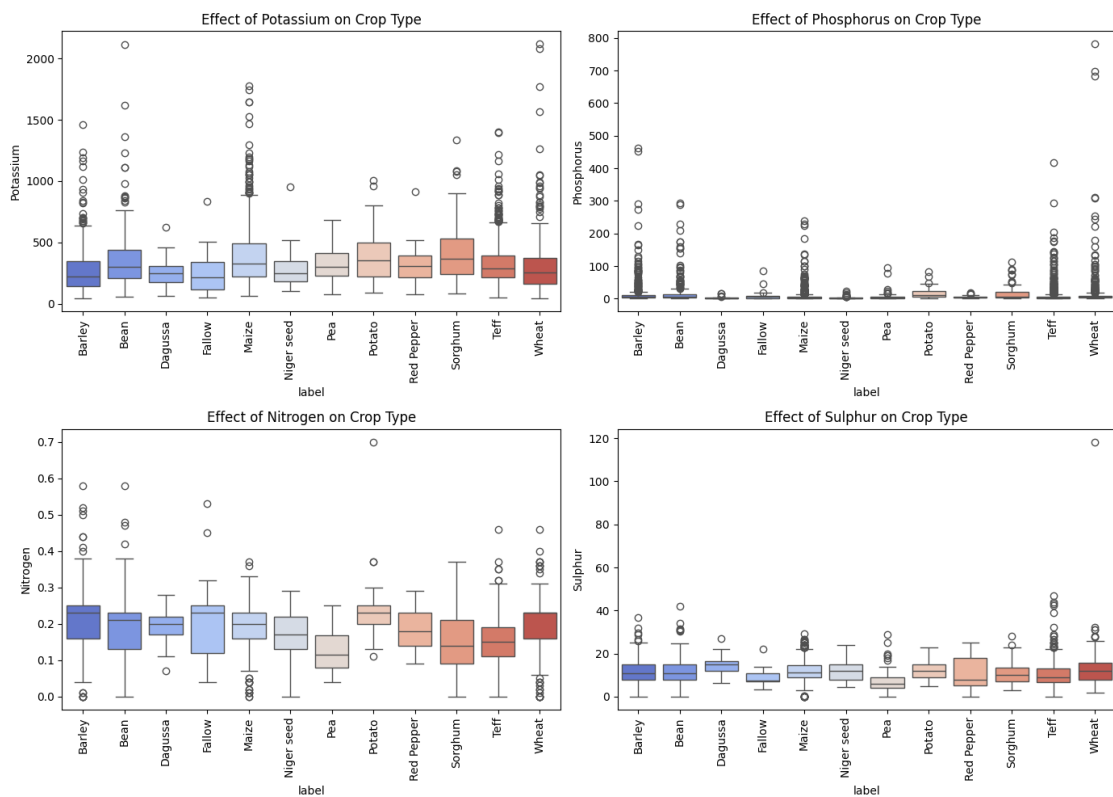 Effect of Potassium on Crop Type
2000
1500
1000
500
0
Potassium
Barley
Bean
Dagussa
Fallow
Maize
Niger seed
Pea
Potato
Red Pepper
Sorghum
Teff
Wheat
label
Effect of Phosphorus on Crop Type
800
700
600
500
400
300
200
100
0
Phosphorus
Barley
Bean
Dagussa
Fallow
Maize
Niger seed
Pea
Potato
Red Pepper
Sorghum
Teff
Wheat
label
Effect of Nitrogen on Crop Type
0.7
0.6
0.5
0.4
0.3
0.2
0.1
0.0
Nitrogen
Barley
Bean
Dagussa
Fallow
Maize
Niger seed
Pea
Potato
Red Pepper
Sorghum
Teff
Wheat
label
Effect of Sulphur on Crop Type
120
100
80
60
40
20
0
Sulphur
Barley
Bean
Dagussa
Fallow
Maize
Niger seed
Pea
Potato
Red Pepper
Sorghum
Teff
Wheat
label